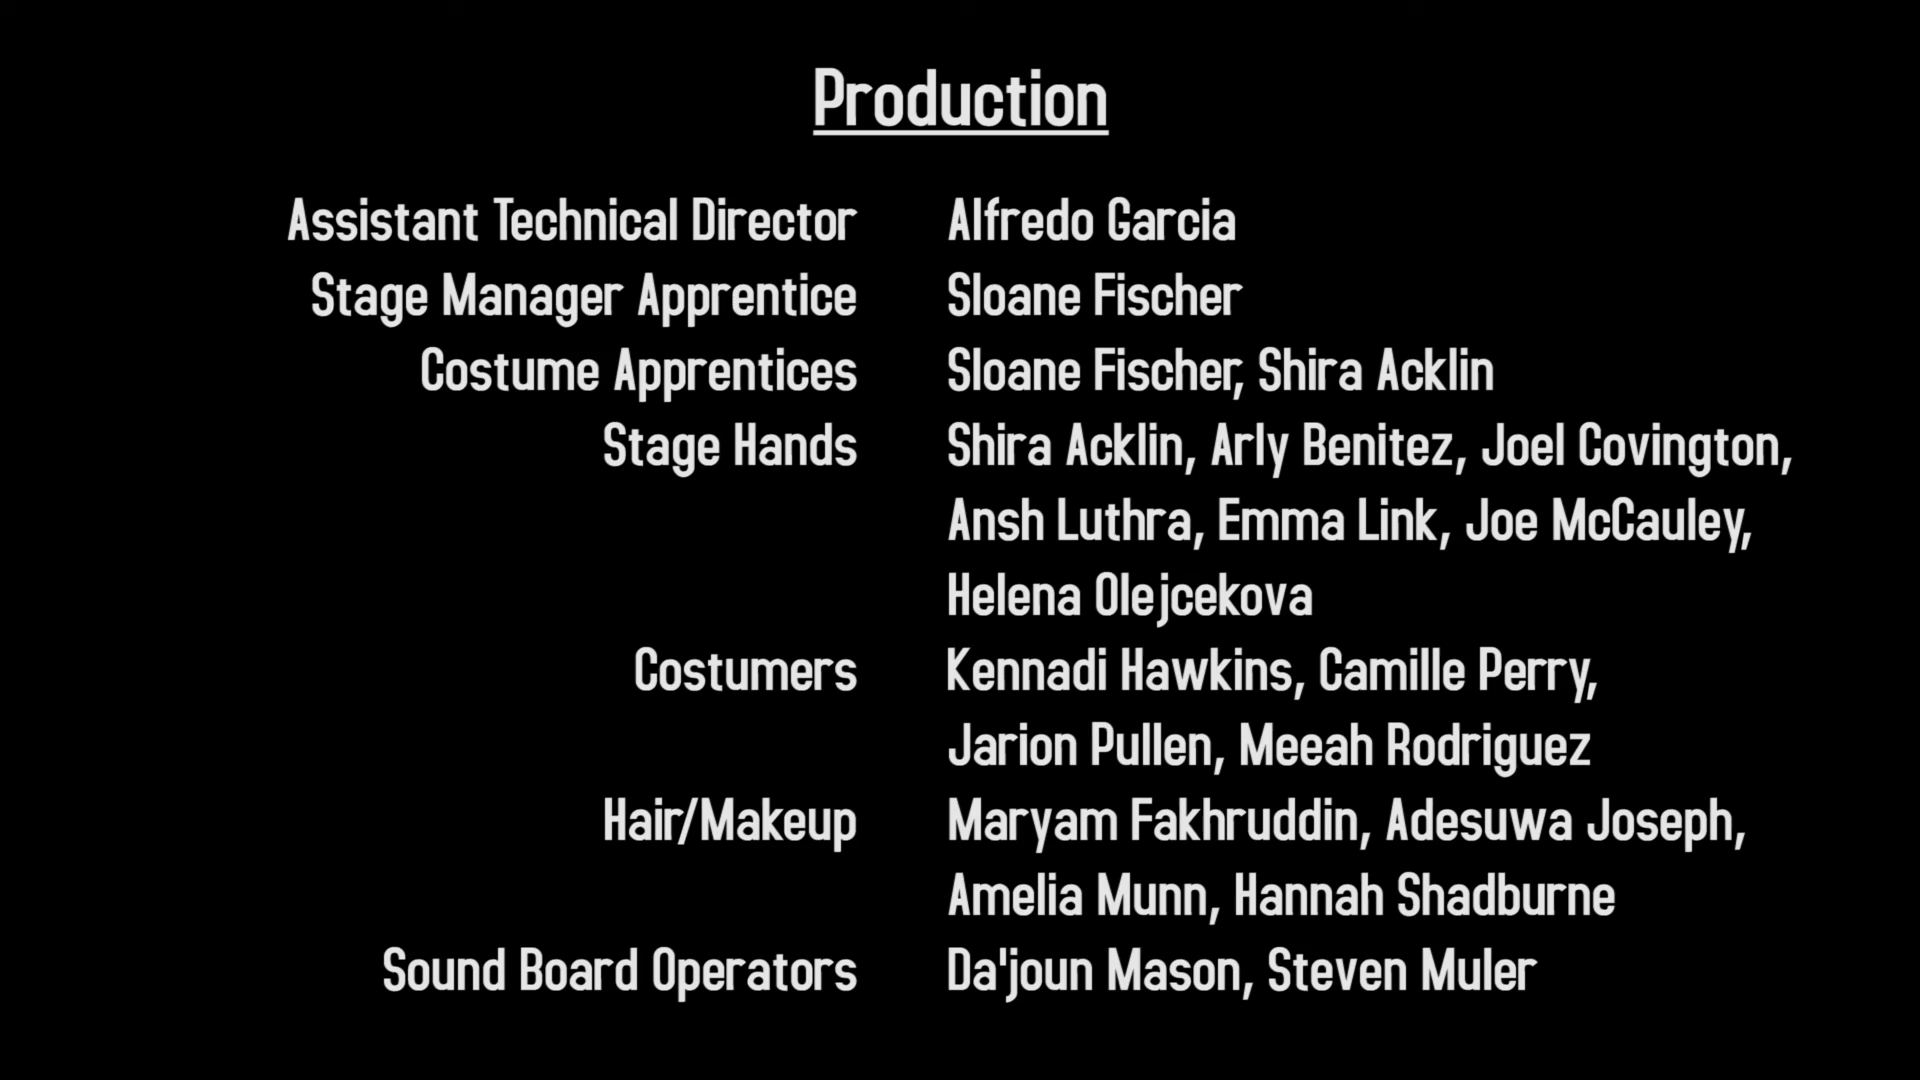 Production
Assistant Technical Director Alfredo Garcia
Stage Manager Apprentice Sloane Fischer
Costume Apprentices Sloane Fischer, Shira Acklin
Stage Hands Shira Acklin, Arly Benitez, Joel Covington,
Ansh Luthra, Emma Link, Joe McCauley,
Helena Olejcekova
Costumers Kennadi Hawkins, Camille Perry,
Jarion Pullen, Meeah Rodriguez
Hair/Makeup Maryam Fakhruddin, Adesuwa Joseph,
Amelia Munn, Hannah Shadburne
Sound Board Operators Da'joun Mason, Steven Muler